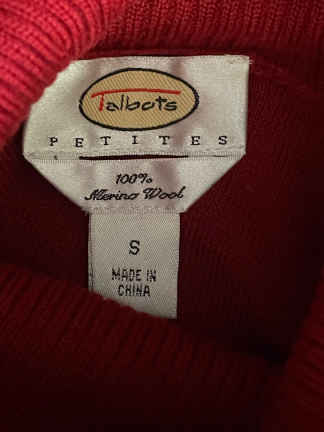 Talbots
PETITES
100%
Merino Wool
S
MADE IN
CHINA